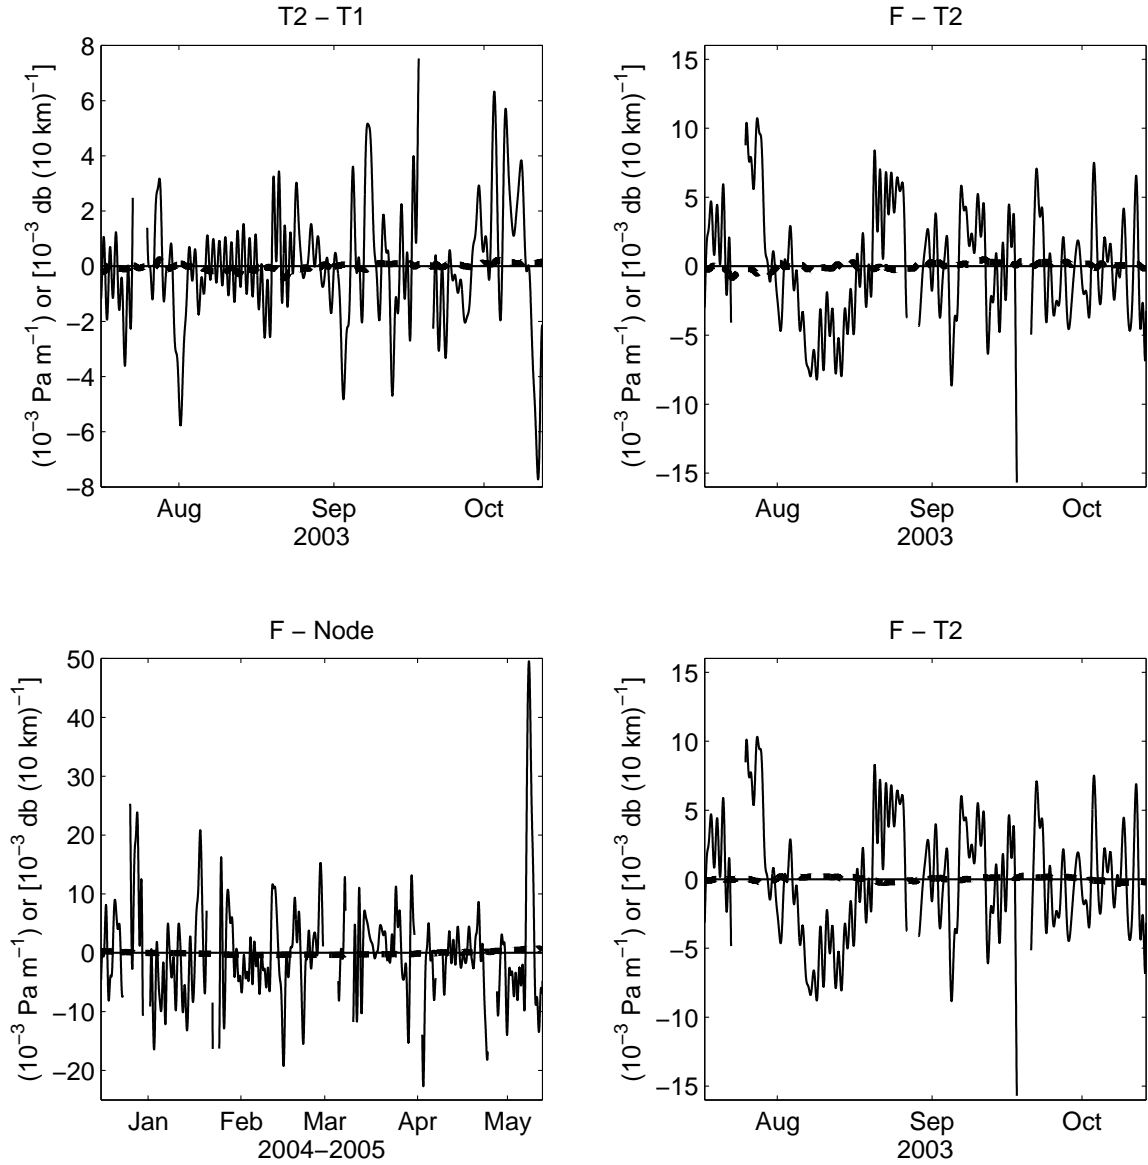 T2 − T1
(10⁻³ Pa m⁻¹) or [10⁻³ db (10 km)⁻¹]
8
6
4
2
0
−2
−4
−6
−8
Aug Sep Oct
2003
F − T2
(10⁻³ Pa m⁻¹) or [10⁻³ db (10 km)⁻¹]
15
10
5
0
−5
−10
−15
Aug Sep Oct
2003
F − Node
(10⁻³ Pa m⁻¹) or [10⁻³ db (10 km)⁻¹]
50
40
30
20
10
0
−10
−20
Jan Feb Mar Apr May
2004−2005
F − T2
(10⁻³ Pa m⁻¹) or [10⁻³ db (10 km)⁻¹]
15
10
5
0
−5
−10
−15
Aug Sep Oct
2003